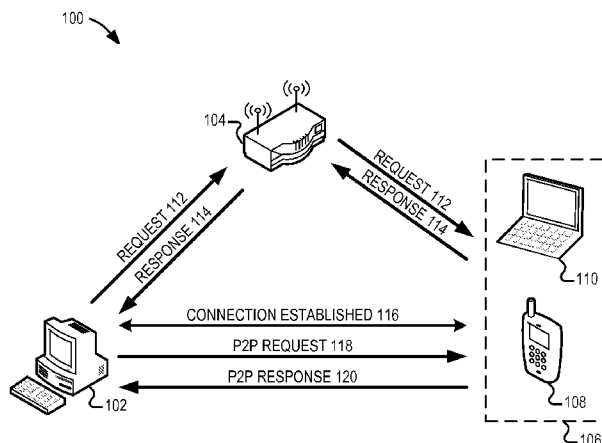 100
104
REQUEST 112
RESPONSE 114
REQUEST 112
RESPONSE 114
110
CONNECTION ESTABLISHED 116
P2P REQUEST 118
P2P RESPONSE 120
102
108
106